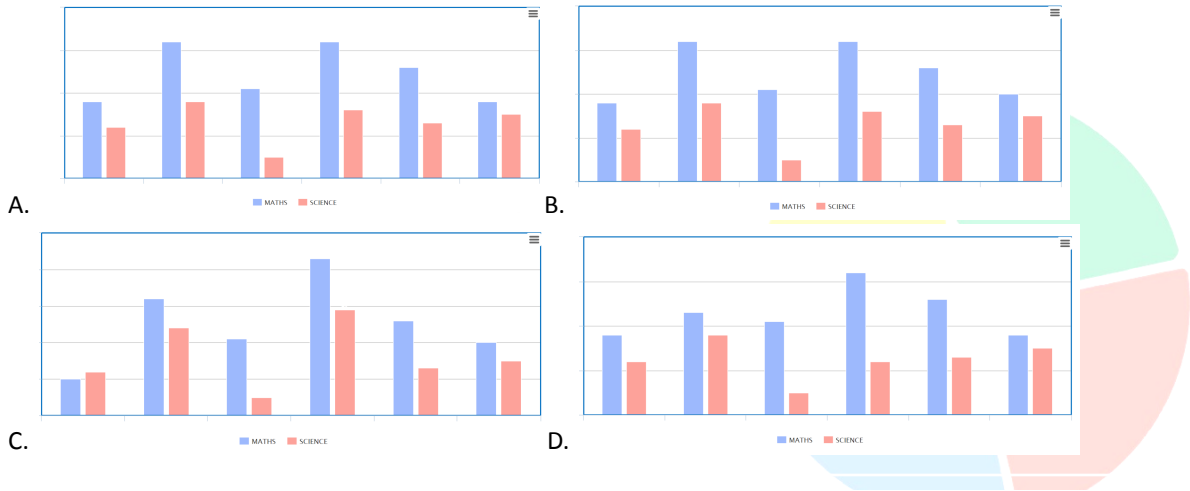 A.
MATHS SCIENCE
B.
MATHS SCIENCE
C.
MATHS SCIENCE
D.
MATHS SCIENCE